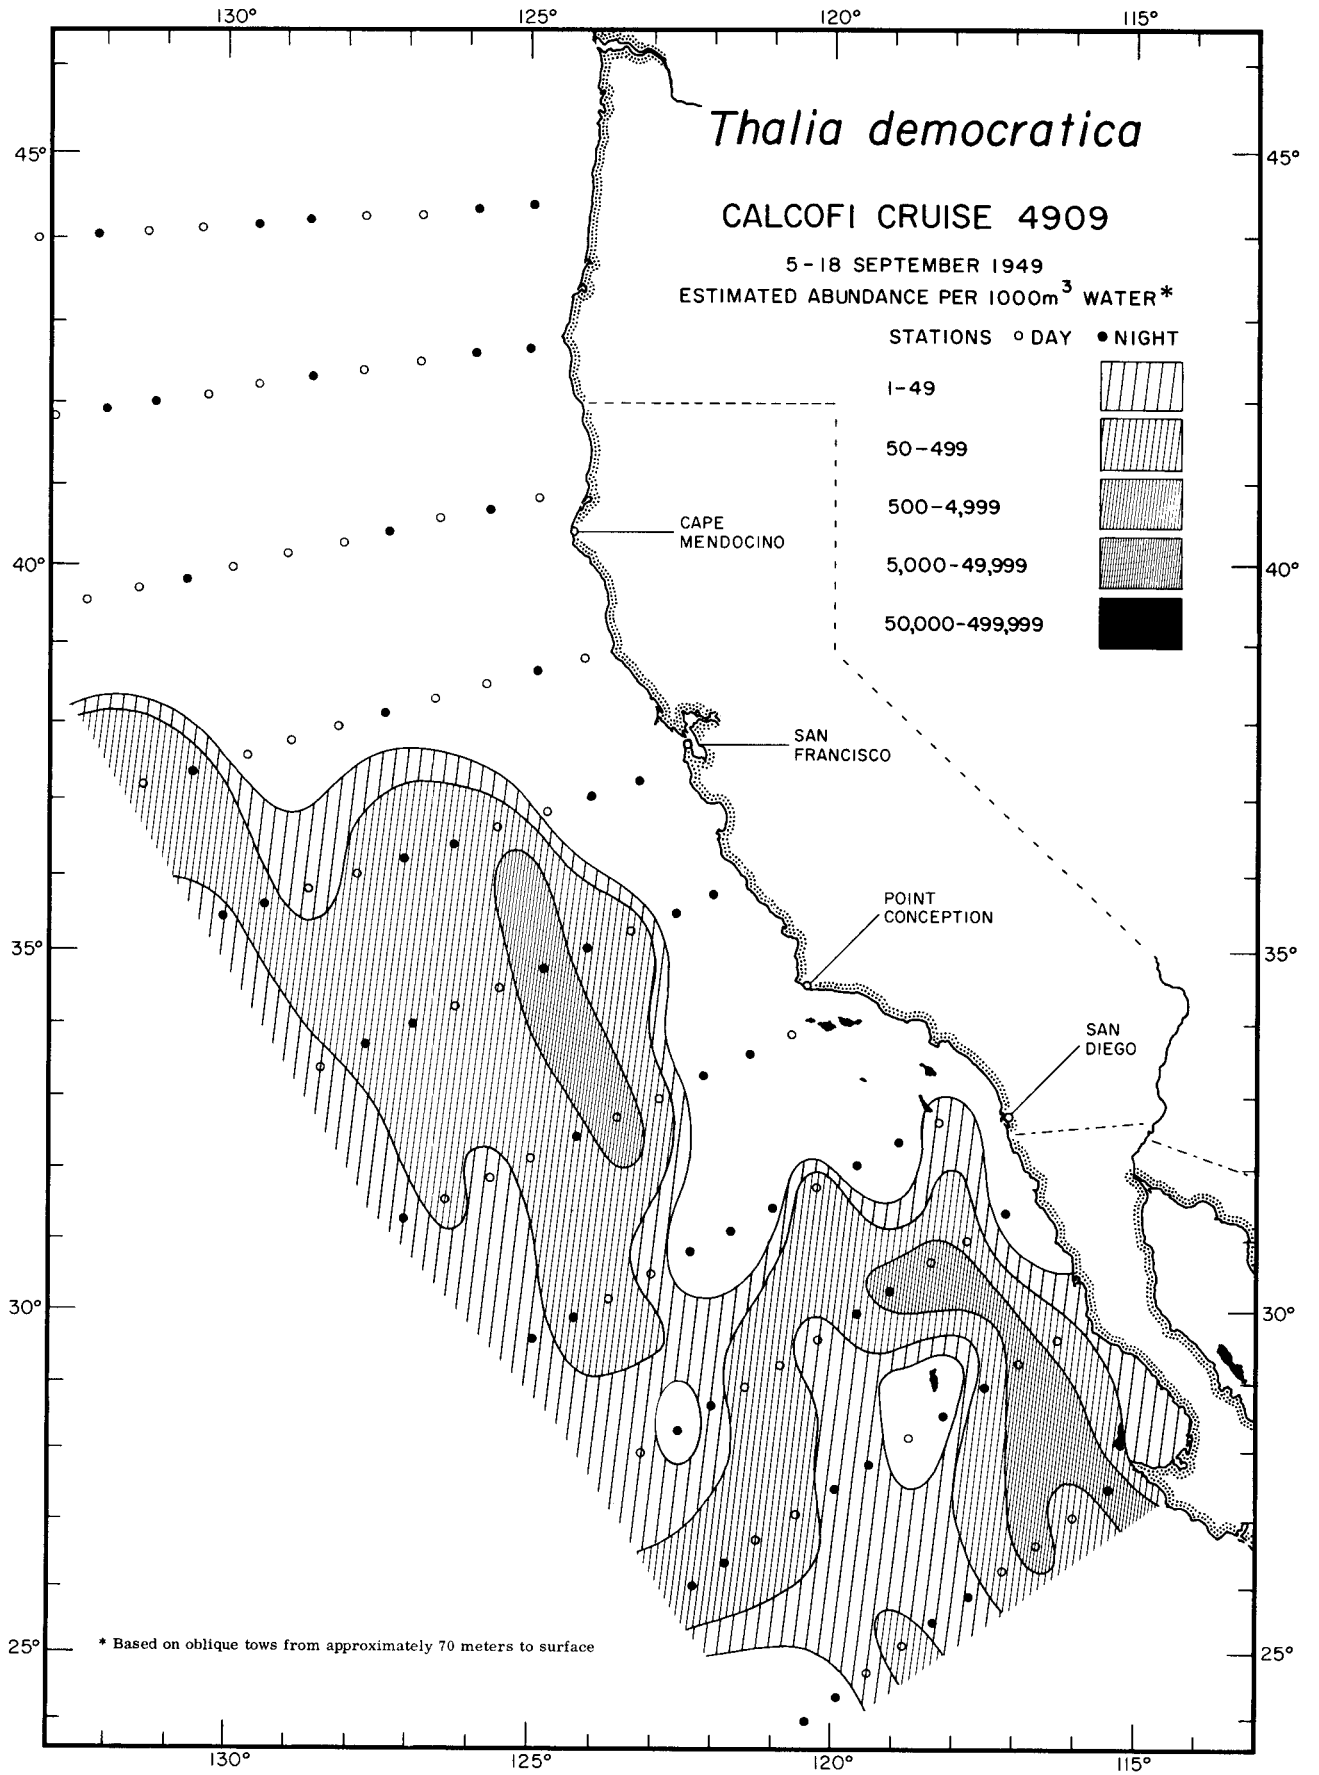 130° 125° 120° 115°
Thalia democratica
45° 45°
CALCOFI CRUISE 4909
5-18 SEPTEMBER 1949
ESTIMATED ABUNDANCE PER 1000m³ WATER*
STATIONS ○ DAY ● NIGHT
1-49
50-499
500-4,999
5,000-49,999
50,000-499,999
CAPE
MENDOCINO
40° 40°
SAN
FRANCISCO
POINT
CONCEPTION
35° 35°
SAN
DIEGO
30° 30°
* Based on oblique tows from approximately 70 meters to surface
25° 25°
130° 125° 120° 115°